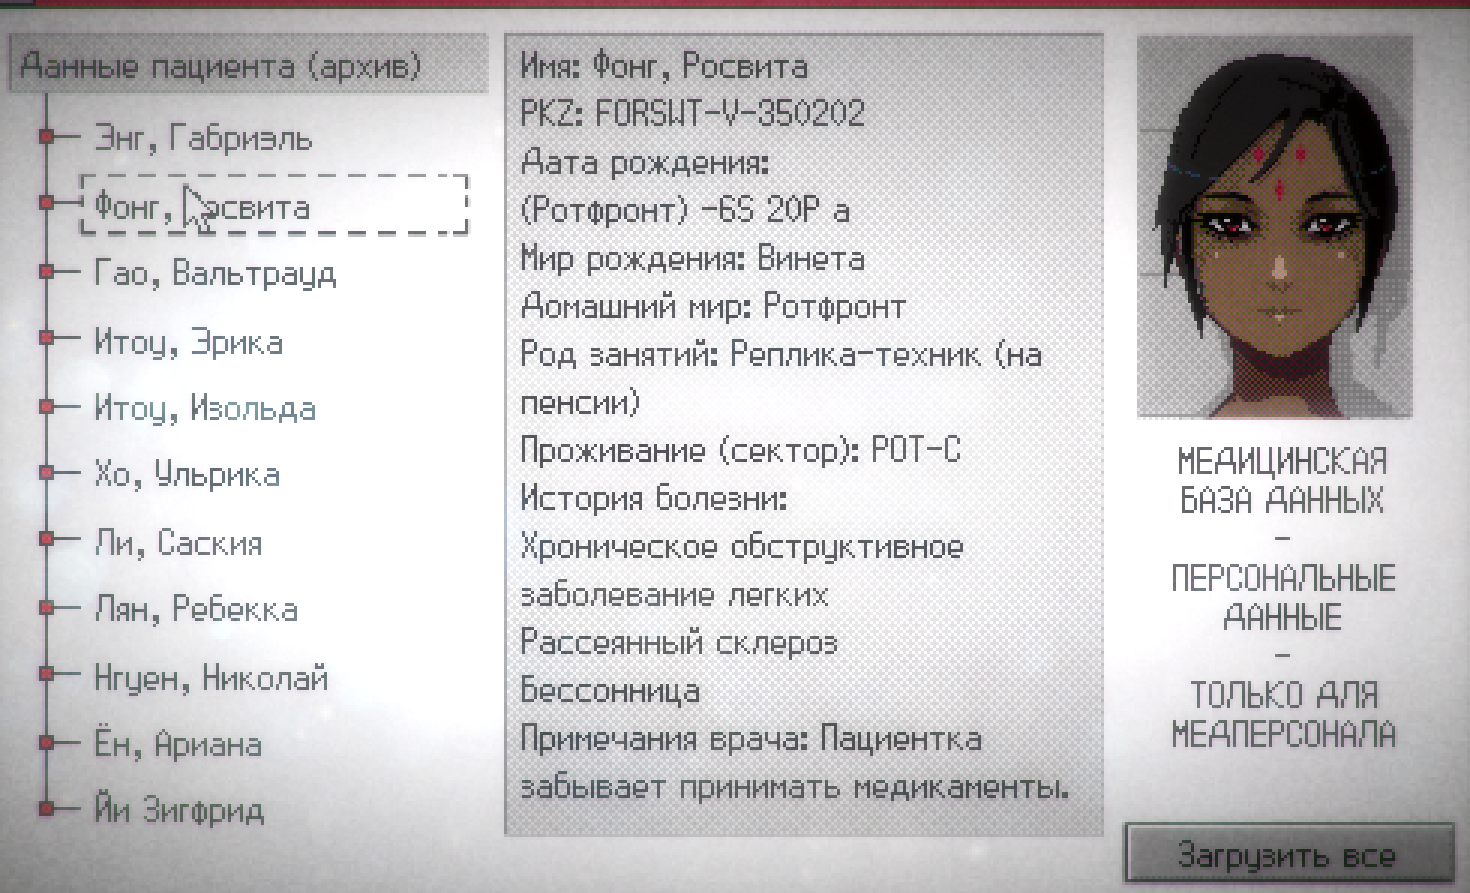 Данные пациента (архив)
Энг, Габриэль
Фонг, Росвита
Гао, Вальтрауд
Итоу, Эрика
Итоу, Изольда
Хо, Ульрика
Ли, Саския
Лян, Ребекка
Нгуен, Николай
Ён, Ариана
Йи Зигфрид
Имя: Фонг, Росвита
PKZ: FORSWT-V-350202
Дата рождения:
(Ротфронт) -6S 20P a
Мир рождения: Винета
Домашний мир: Ротфронт
Род занятий: Реплика-техник (на
пенсии)
Проживание (сектор): РОТ-С
История болезни:
Хроническое обструктивное
заболевание легких
Рассеянный склероз
Бессонница
Примечания врача: Пациентка
забывает принимать медикаменты.
МЕДИЦИНСКАЯ
БАЗА ДАННЫХ
–
ПЕРСОНАЛЬНЫЕ
ДАННЫЕ
–
ТОЛЬКО ДЛЯ
МЕДПЕРСОНАЛА
Загрузить все